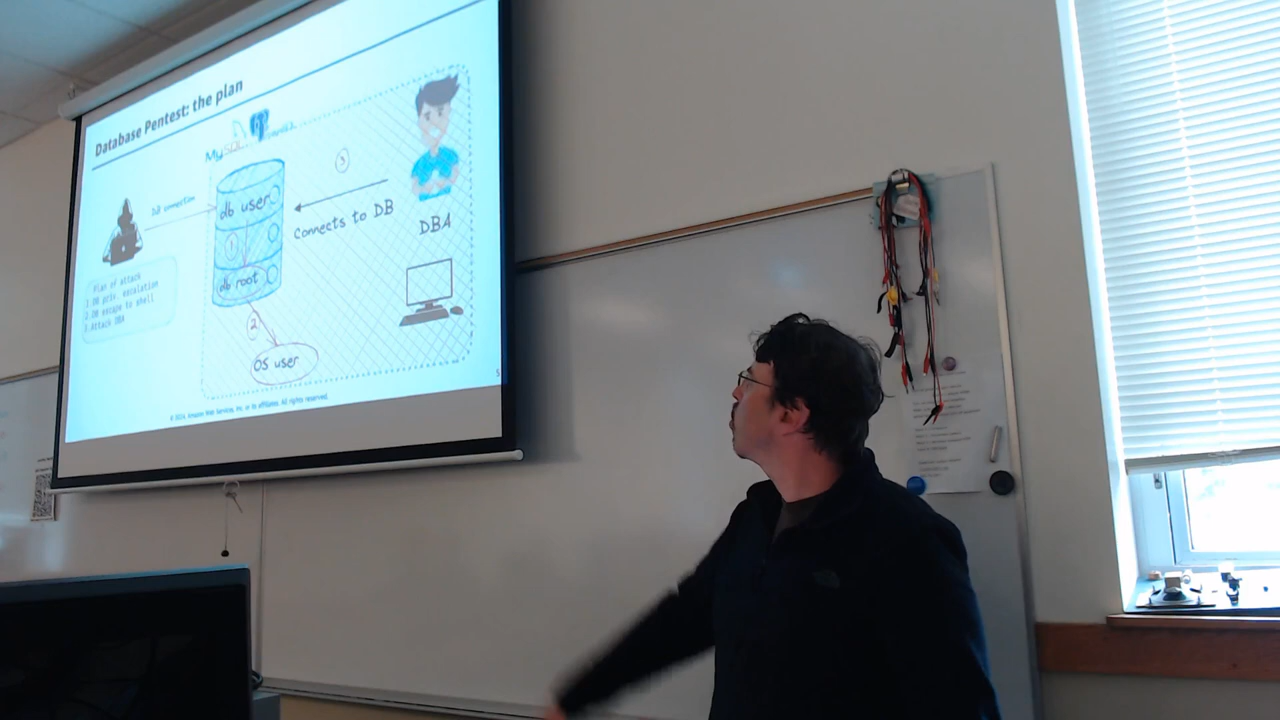 Database Pentest: the plan
MySQL
DB connection
db user
1
db root
2
OS user
3
Connects to DB
DBA
Plan of attack
1.DB priv. escalation
2.DB escape to shell
3.Attack DBA
© 2024, Amazon Web Services, Inc. or its affiliates. All rights reserved.
5